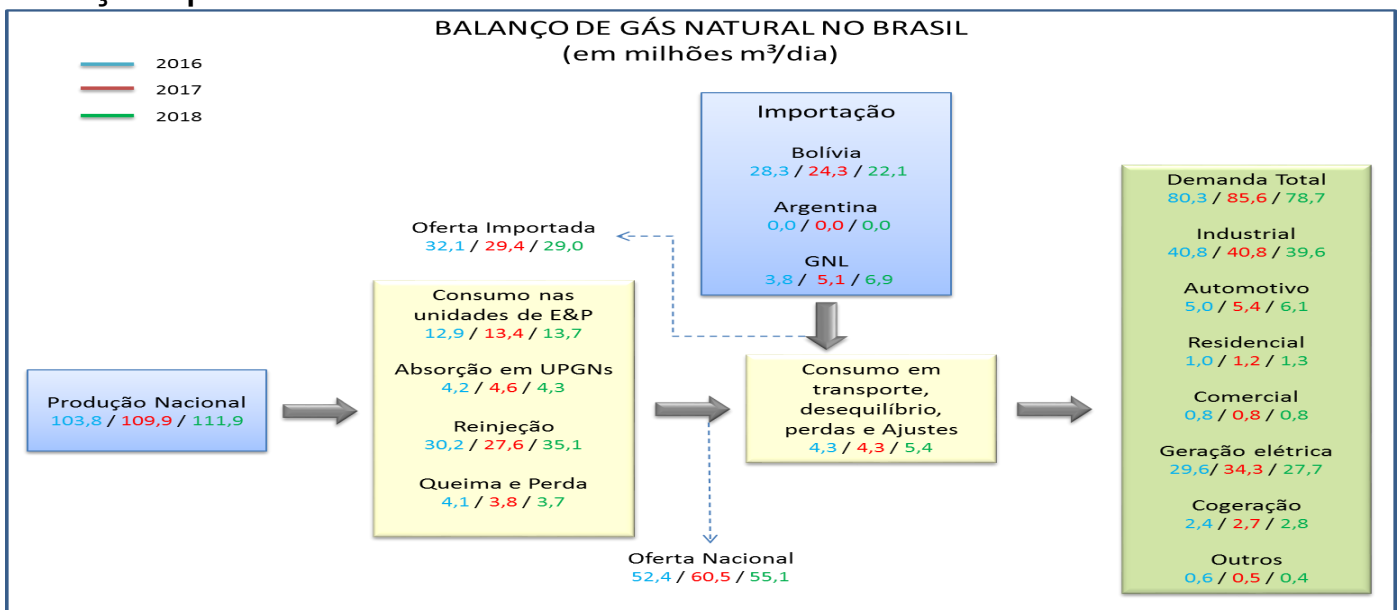 BALANÇO DE GÁS NATURAL NO BRASIL
(em milhões m³/dia)
2016
2017
2018
Importação
Bolívia
28,3 / 24,3 / 22,1
Argentina
0,0 / 0,0 / 0,0
GNL
3,8 / 5,1 / 6,9
Oferta Importada
32,1 / 29,4 / 29,0
Produção Nacional
103,8 / 109,9 / 111,9
Consumo nas
unidades de E&P
12,9 / 13,4 / 13,7
Absorção em UPGNs
4,2 / 4,6 / 4,3
Reinjeção
30,2 / 27,6 / 35,1
Queima e Perda
4,1 / 3,8 / 3,7
Oferta Nacional
52,4 / 60,5 / 55,1
Consumo em
transporte,
desequilíbrio,
perdas e Ajustes
4,3 / 4,3 / 5,4
Demanda Total
80,3 / 85,6 / 78,7
Industrial
40,8 / 40,8 / 39,6
Automotivo
5,0 / 5,4 / 6,1
Residencial
1,0 / 1,2 / 1,3
Comercial
0,8 / 0,8 / 0,8
Geração elétrica
29,6/ 34,3 / 27,7
Cogeração
2,4 / 2,7 / 2,8
Outros
0,6 / 0,5 / 0,4